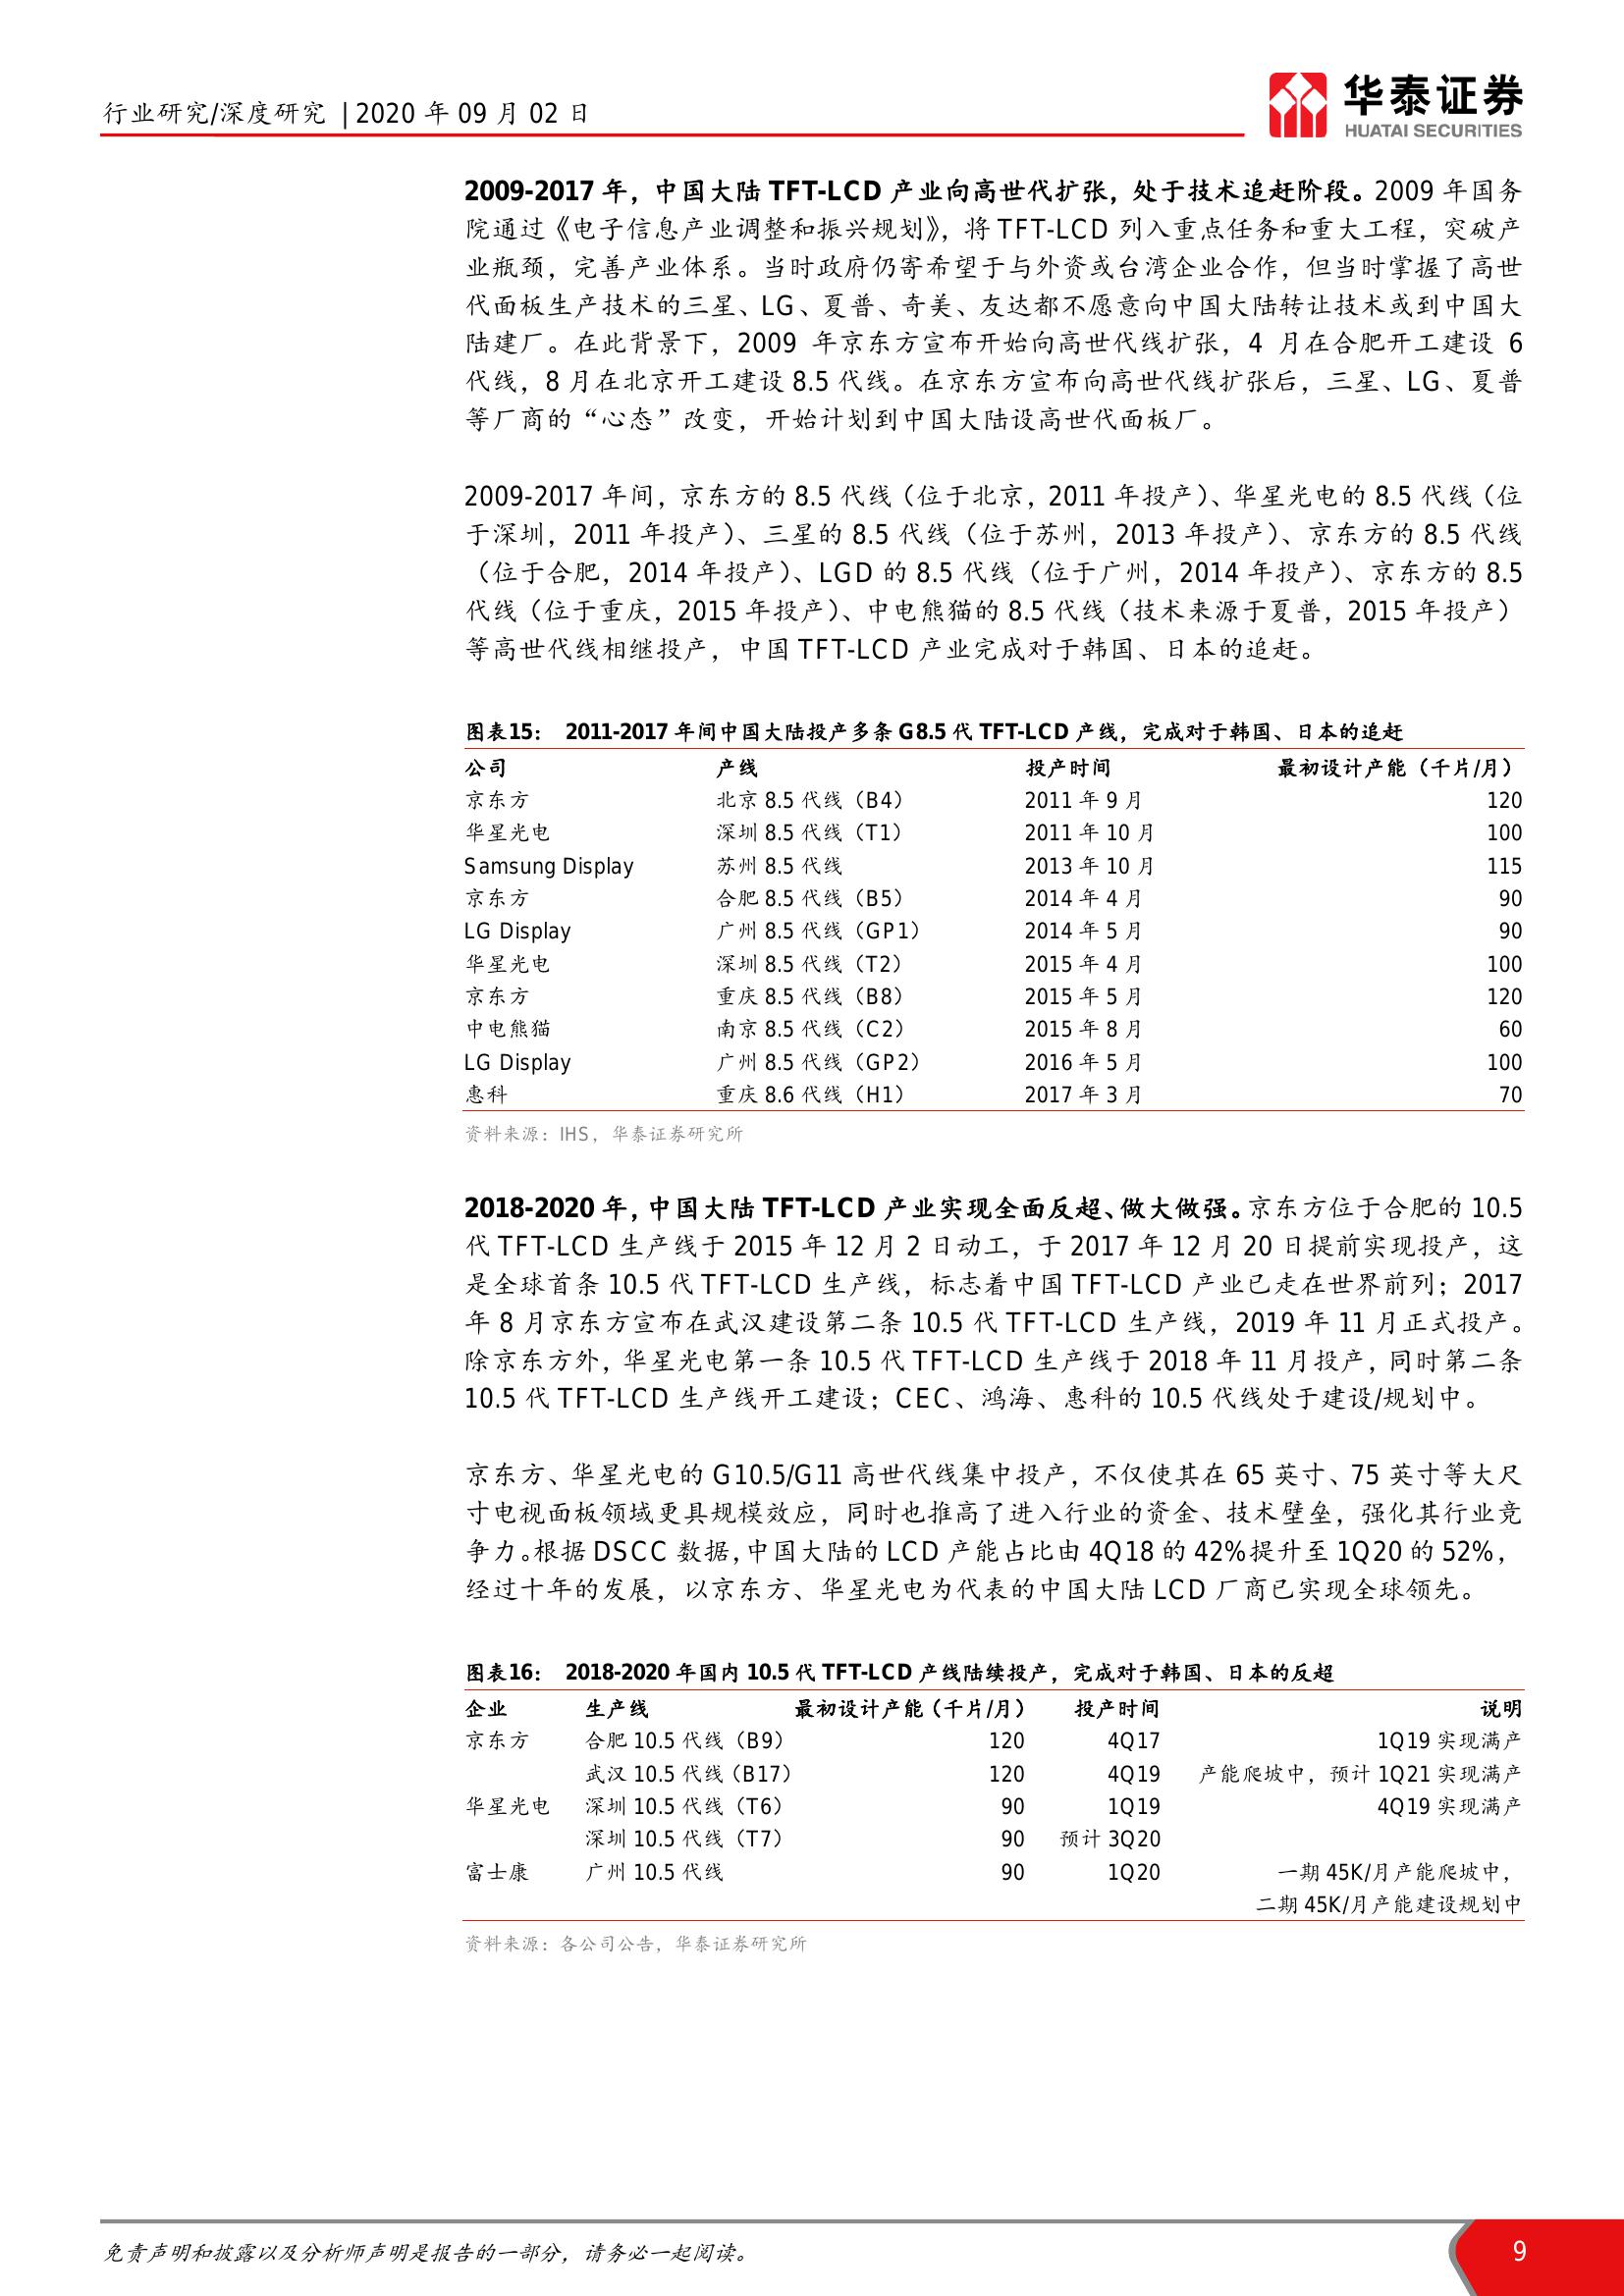 行业研究/深度研究 | 2020 年 09 月 02 日
华泰证券
HUATAI SECURITIES
2009-2017 年，中国大陆 TFT-LCD 产业向高世代扩张，处于技术追赶阶段。2009 年国务
院通过《电子信息产业调整和振兴规划》，将 TFT-LCD 列入重点任务和重大工程，突破产
业瓶颈，完善产业体系。当时政府仍寄希望于与外资或台湾企业合作，但当时掌握了高世
代面板生产技术的三星、LG、夏普、奇美、友达都不愿意向中国大陆转让技术或到中国大
陆建厂。在此背景下，2009 年京东方宣布开始向高世代线扩张，4 月在合肥开工建设 6
代线，8 月在北京开工建设 8.5 代线。在京东方宣布向高世代线扩张后，三星、LG、夏普
等厂商的“心态”改变，开始计划到中国大陆设高世代面板厂。
2009-2017 年间，京东方的 8.5 代线（位于北京，2011 年投产）、华星光电的 8.5 代线（位
于深圳，2011 年投产）、三星的 8.5 代线（位于苏州，2013 年投产）、京东方的 8.5 代线
（位于合肥，2014 年投产）、LGD 的 8.5 代线（位于广州，2014 年投产）、京东方的 8.5
代线（位于重庆，2015 年投产）、中电熊猫的 8.5 代线（技术来源于夏普，2015 年投产）
等高世代线相继投产，中国 TFT-LCD 产业完成对于韩国、日本的追赶。
图表15： 2011-2017 年间中国大陆投产多条 G8.5 代 TFT-LCD 产线，完成对于韩国、日本的追赶
公司 产线 投产时间 最初设计产能（千片/月）
京东方 北京 8.5 代线（B4） 2011 年 9 月 120
华星光电 深圳 8.5 代线（T1） 2011 年 10 月 100
Samsung Display 苏州 8.5 代线 2013 年 10 月 115
京东方 合肥 8.5 代线（B5） 2014 年 4 月 90
LG Display 广州 8.5 代线（GP1） 2014 年 5 月 90
华星光电 深圳 8.5 代线（T2） 2015 年 4 月 100
京东方 重庆 8.5 代线（B8） 2015 年 5 月 120
中电熊猫 南京 8.5 代线（C2） 2015 年 8 月 60
LG Display 广州 8.5 代线（GP2） 2016 年 5 月 100
惠科 重庆 8.6 代线（H1） 2017 年 3 月 70
资料来源：IHS，华泰证券研究所
2018-2020 年，中国大陆 TFT-LCD 产业实现全面反超、做大做强。京东方位于合肥的 10.5
代 TFT-LCD 生产线于 2015 年 12 月 2 日动工，于 2017 年 12 月 20 日提前实现投产，这
是全球首条 10.5 代 TFT-LCD 生产线，标志着中国 TFT-LCD 产业已走在世界前列；2017
年 8 月京东方宣布在武汉建设第二条 10.5 代 TFT-LCD 生产线，2019 年 11 月正式投产。
除京东方外，华星光电第一条 10.5 代 TFT-LCD 生产线于 2018 年 11 月投产，同时第二条
10.5 代 TFT-LCD 生产线开工建设；CEC、鸿海、惠科的 10.5 代线处于建设/规划中。
京东方、华星光电的 G10.5/G11 高世代线集中投产，不仅使其在 65 英寸、75 英寸等大尺
寸电视面板领域更具规模效应，同时也推高了进入行业的资金、技术壁垒，强化其行业竞
争力。根据 DSCC 数据，中国大陆的 LCD 产能占比由 4Q18 的 42%提升至 1Q20 的 52%，
经过十年的发展，以京东方、华星光电为代表的中国大陆 LCD 厂商已实现全球领先。
图表16： 2018-2020 年国内 10.5 代 TFT-LCD 产线陆续投产，完成对于韩国、日本的反超
企业 生产线 最初设计产能（千片/月） 投产时间 说明
京东方 合肥 10.5 代线（B9） 120 4Q17 1Q19 实现满产
武汉 10.5 代线（B17） 120 4Q19 产能爬坡中，预计 1Q21 实现满产
华星光电 深圳 10.5 代线（T6） 90 1Q19 4Q19 实现满产
深圳 10.5 代线（T7） 90 预计 3Q20
富士康 广州 10.5 代线 90 1Q20 一期 45K/月产能爬坡中，
二期 45K/月产能建设规划中
资料来源：各公司公告，华泰证券研究所
免责声明和披露以及分析师声明是报告的一部分，请务必一起阅读。 9